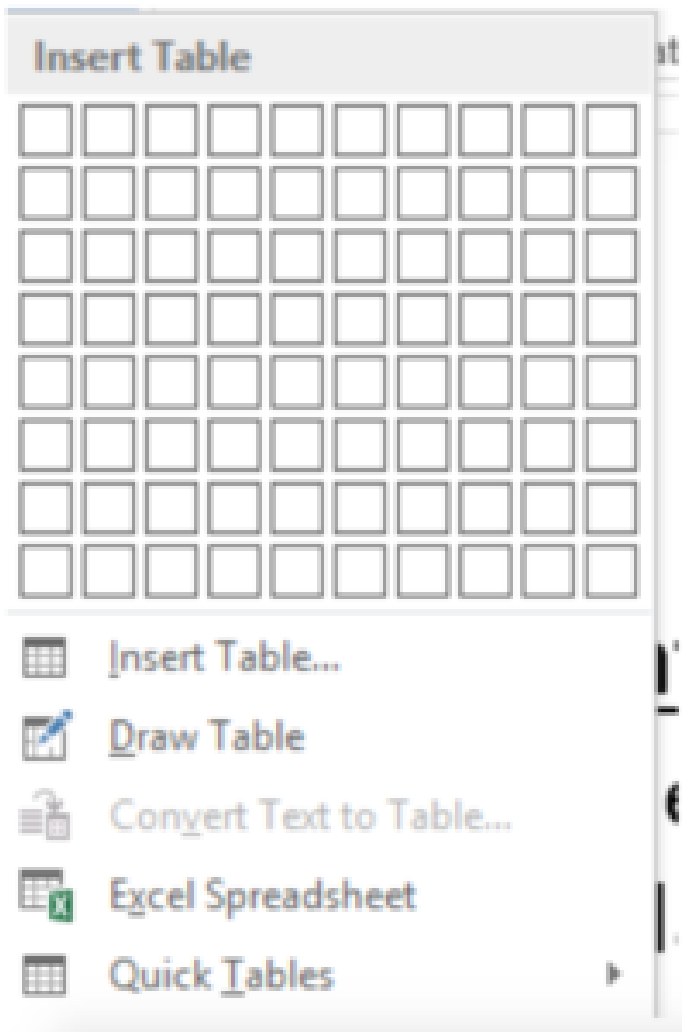 Insert Table
Insert Table...
Draw Table
Convert Text to Table...
Excel Spreadsheet
Quick Tables